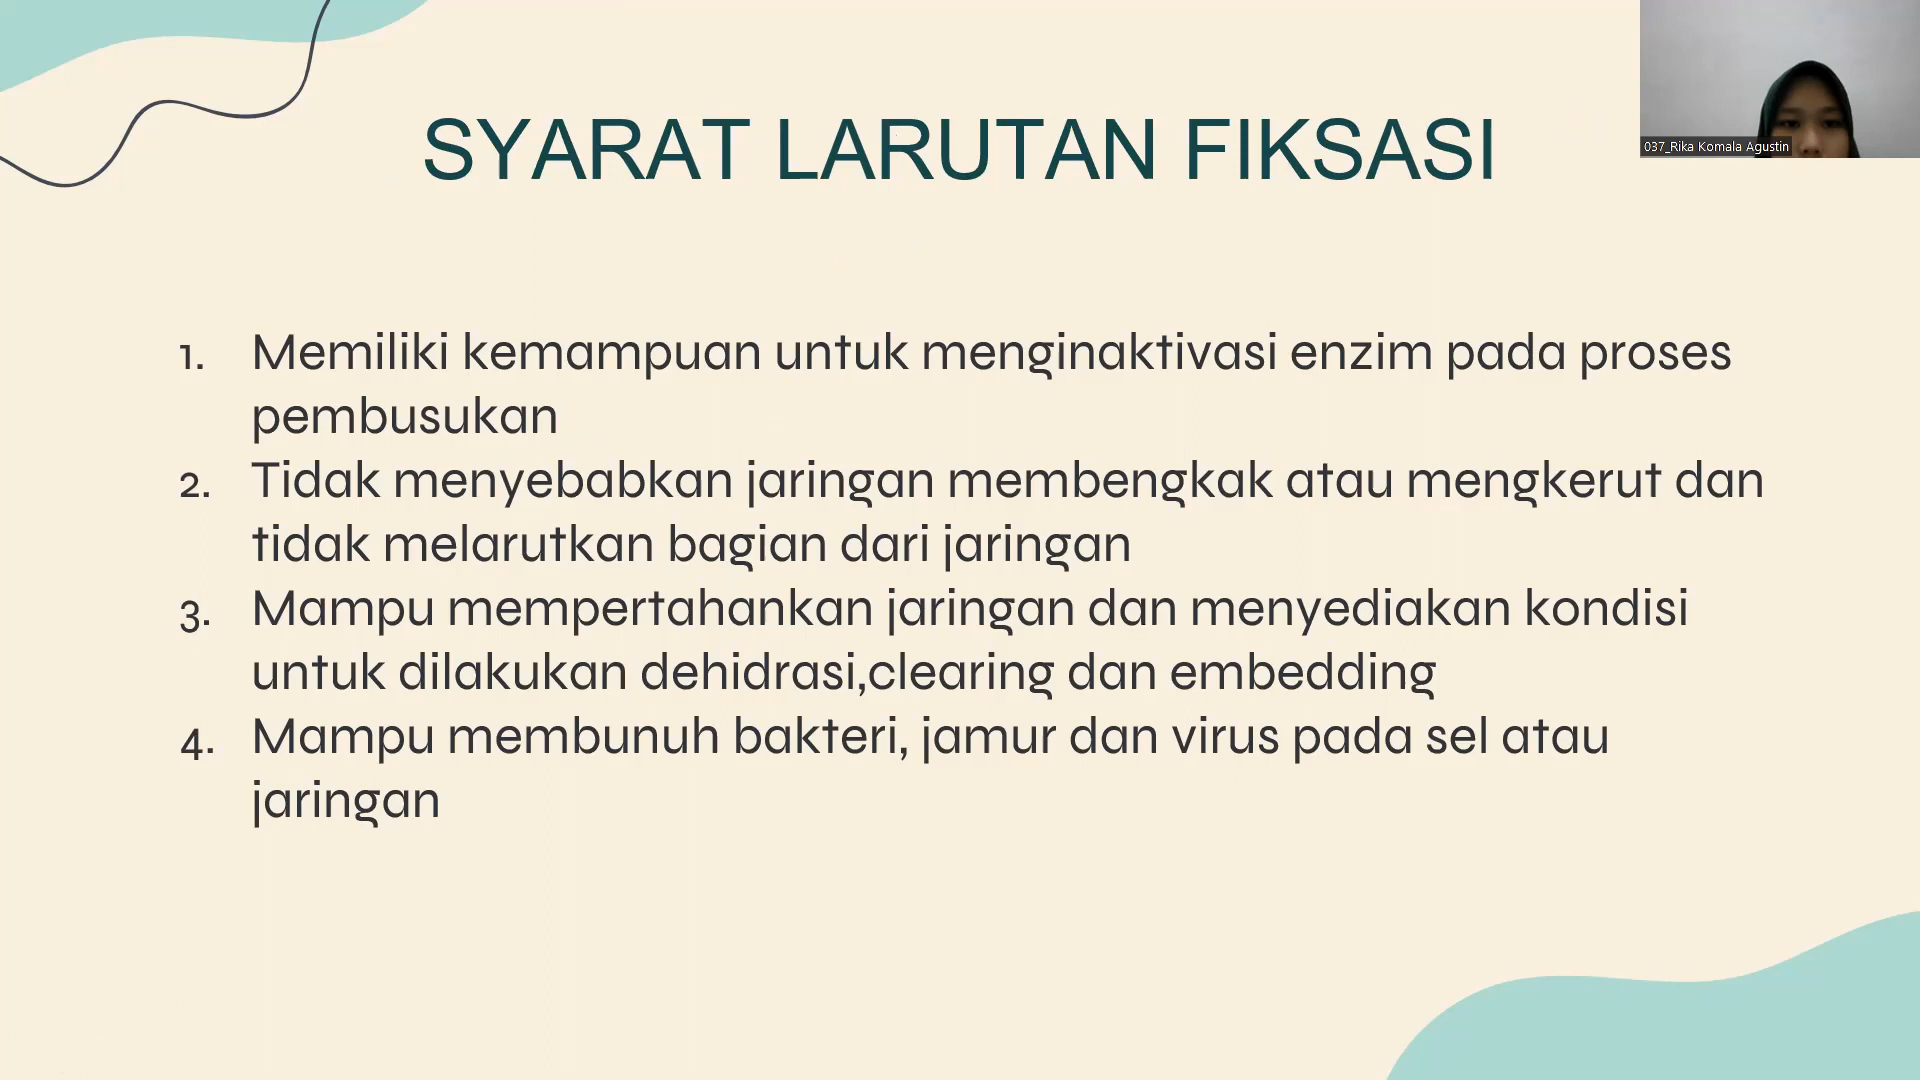 SYARAT LARUTAN FIKSASI
037_Rika Komala Agustin
1. Memiliki kemampuan untuk menginaktivasi enzim pada proses
pembusukan
2. Tidak menyebabkan jaringan membengkak atau mengkerut dan
tidak melarutkan bagian dari jaringan
3. Mampu mempertahankan jaringan dan menyediakan kondisi
untuk dilakukan dehidrasi,clearing dan embedding
4. Mampu membunuh bakteri, jamur dan virus pada sel atau
jaringan